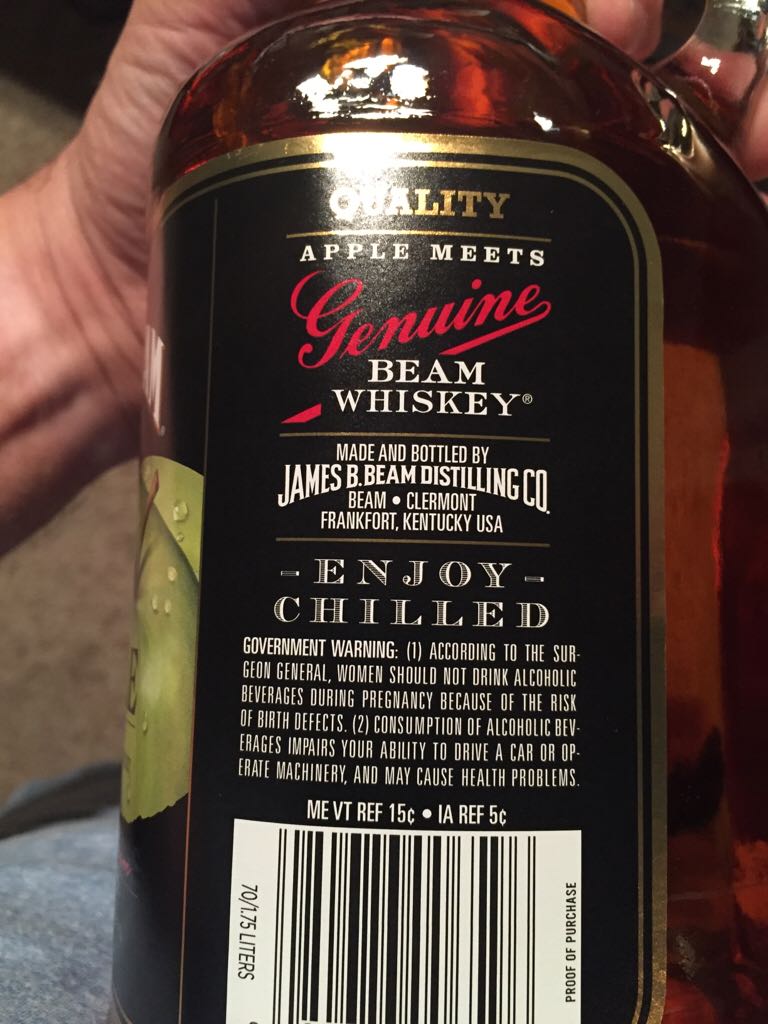 QUALITY
APPLE MEETS
Genuine
BEAM
WHISKEY®
MADE AND BOTTLED BY
JAMES B. BEAM DISTILLING CO.
BEAM • CLERMONT
FRANKFORT, KENTUCKY USA
- ENJOY -
CHILLED
GOVERNMENT WARNING: (1) ACCORDING TO THE SUR-
GEON GENERAL, WOMEN SHOULD NOT DRINK ALCOHOLIC
BEVERAGES DURING PREGNANCY BECAUSE OF THE RISK
OF BIRTH DEFECTS. (2) CONSUMPTION OF ALCOHOLIC BEV-
ERAGES IMPAIRS YOUR ABILITY TO DRIVE A CAR OR OP-
ERATE MACHINERY, AND MAY CAUSE HEALTH PROBLEMS.
ME VT REF 15¢ • IA REF 5¢
70/1.75 LITERS
PROOF OF PURCHASE